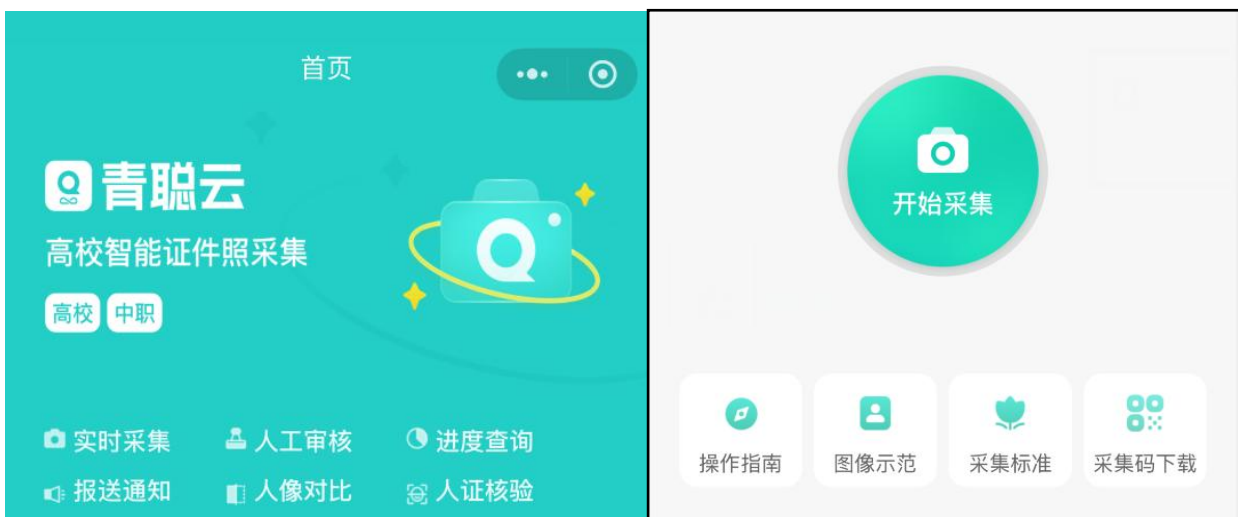 首页
青聪云
高校智能证件照采集
高校 中职
实时采集 人工审核 进度查询
报送通知 人像对比 人证核验
开始采集
操作指南 图像示范 采集标准 采集码下载